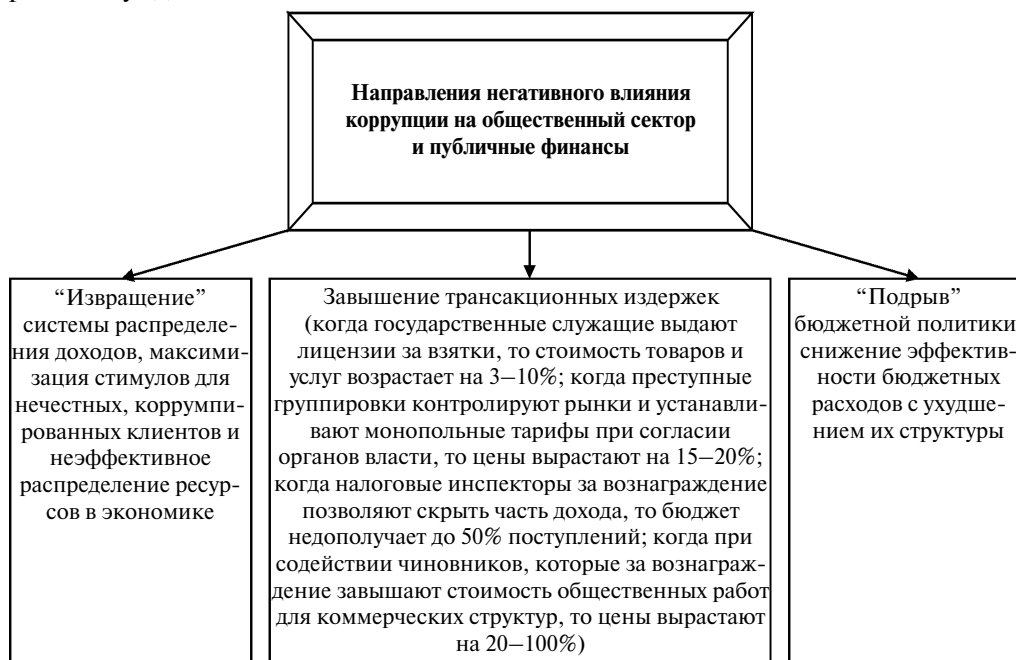 Направления негативного влияния
коррупции на общественный сектор
и публичные финансы
“Извращение”
системы распределе-
ния доходов, максими-
зация стимулов для
нечестных, коррумпи-
рованных клиентов и
неэффективное
распределение ресур-
сов в экономике
Завышение трансакционных издержек
(когда государственные служащие выдают
лицензии за взятки, то стоимость товаров и
услуг возрастает на 3–10%; когда преступные
группировки контролируют рынки и устанавли-
вают монопольные тарифы при согласии
органов власти, то цены вырастают на 15–20%;
когда налоговые инспекторы за вознаграждение
позволяют скрыть часть дохода, то бюджет
недополучает до 50% поступлений; когда при
содействии чиновников, которые за вознаграж-
дение завышают стоимость общественных работ
для коммерческих структур, то цены вырастают
на 20–100%)
“Подрыв”
бюджетной политики,
снижение эффектив-
ности бюджетных
расходов с ухудше-
нием их структуры